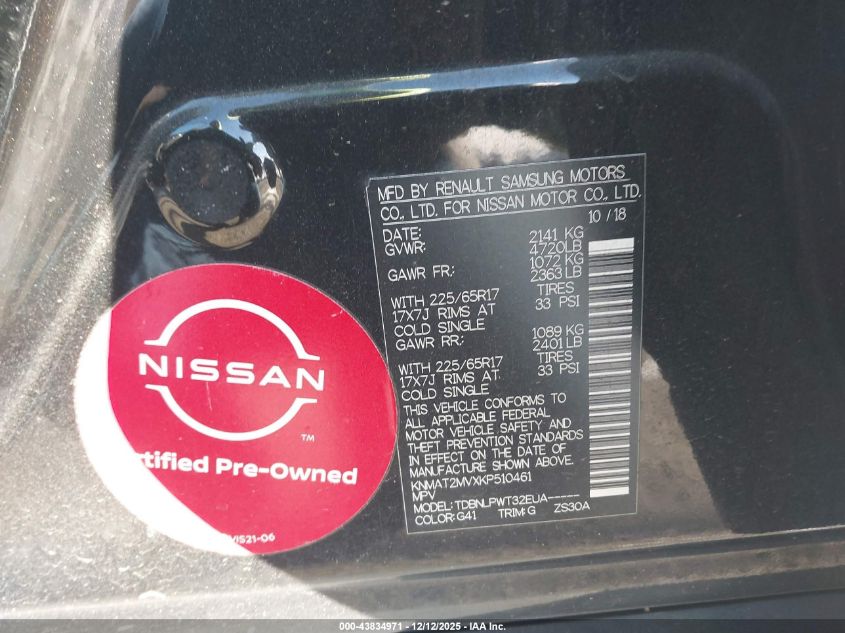 MFD BY RENAULT SAMSUNG MOTORS
CO., LTD. FOR NISSAN MOTOR CO., LTD.
10 / 18
DATE:
GVWR: 2141 KG
4720LB
GAWR FR: 1072 KG
2363 LB
WITH 225/65R17 TIRES
17X7J RIMS AT 33 PSI
COLD SINGLE
GAWR RR: 1089 KG
2401 LB
WITH 225/65R17 TIRES
17X7J RIMS AT 33 PSI
COLD SINGLE
THIS VEHICLE CONFORMS TO
ALL APPLICABLE FEDERAL
MOTOR VEHICLE SAFETY AND
THEFT PREVENTION STANDARDS
IN EFFECT ON THE DATE OF
MANUFACTURE SHOWN ABOVE.
KNMAT2MVXKP510461
MPV
MODEL: TDBNLPWT32EUA-----
COLOR: G41 TRIM: G ZS30A
NISSAN
TM
rtified Pre-Owned
VIS21-06
000-43834971 - 12/12/2025 - IAA Inc.